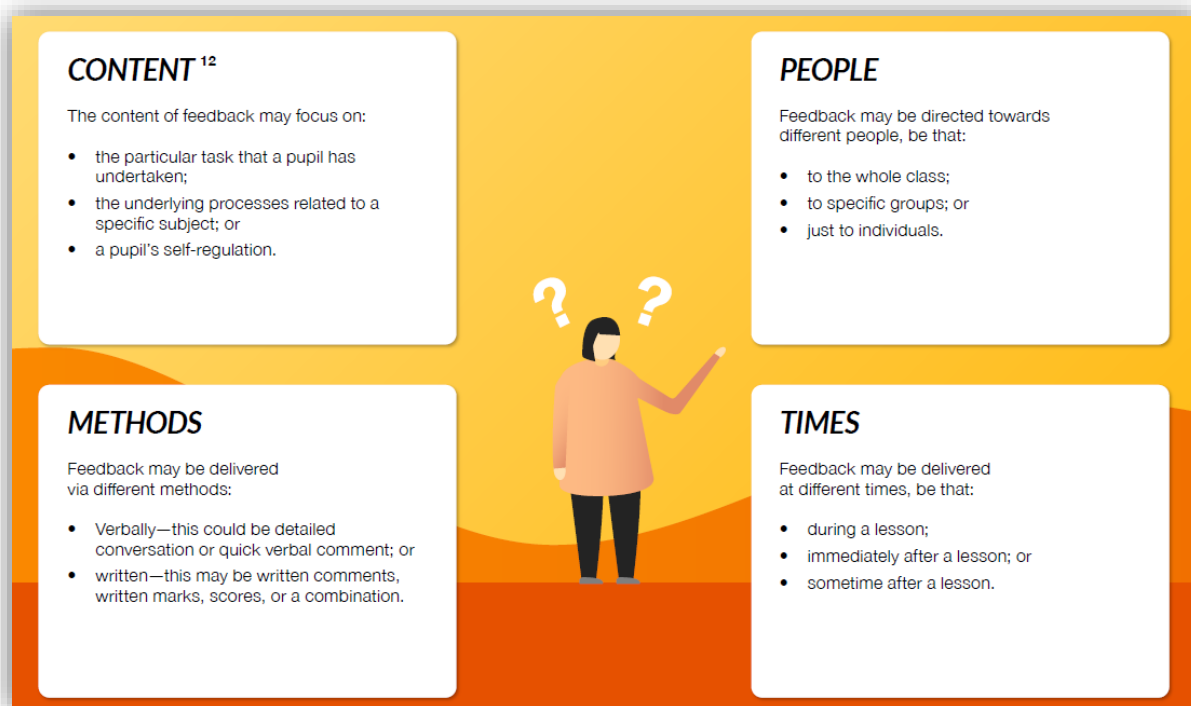 CONTENT 12
The content of feedback may focus on:
• the particular task that a pupil has
undertaken;
• the underlying processes related to a
specific subject; or
• a pupil's self-regulation.
PEOPLE
Feedback may be directed towards
different people, be that:
• to the whole class;
• to specific groups; or
• just to individuals.
? ?
METHODS
Feedback may be delivered
via different methods:
• Verbally—this could be detailed
conversation or quick verbal comment; or
• written—this may be written comments,
written marks, scores, or a combination.
TIMES
Feedback may be delivered
at different times, be that:
• during a lesson;
• immediately after a lesson; or
• sometime after a lesson.